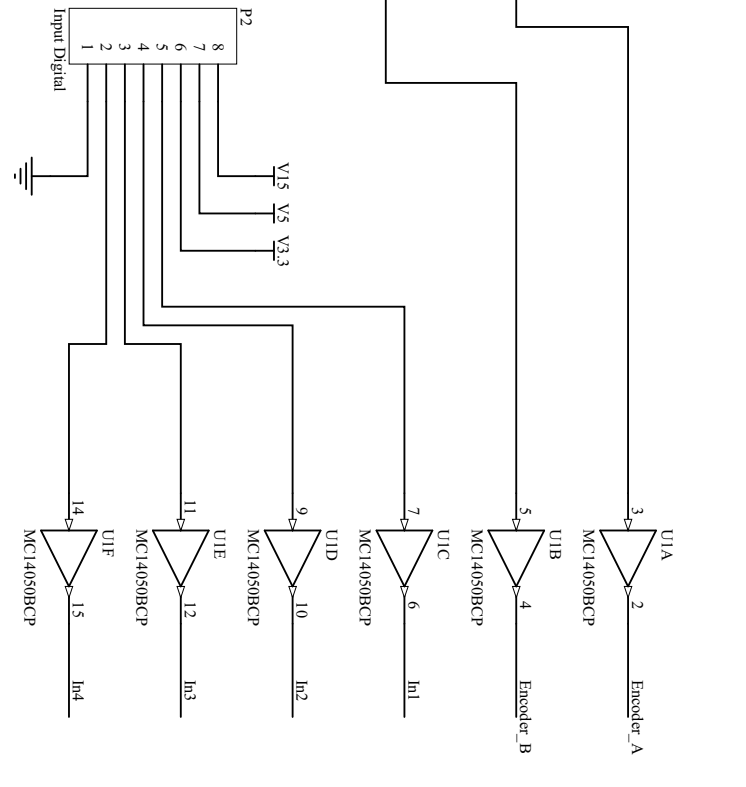 P2
8
7
6
5
4
3
2
1
Input Digital
V15
V5
V3.3
U1A
3
2
Encoder_A
MC14050BCP
U1B
5
4
Encoder_B
MC14050BCP
U1C
7
6
In1
MC14050BCP
U1D
9
10
In2
MC14050BCP
U1E
11
12
In3
MC14050BCP
U1F
14
15
In4
MC14050BCP